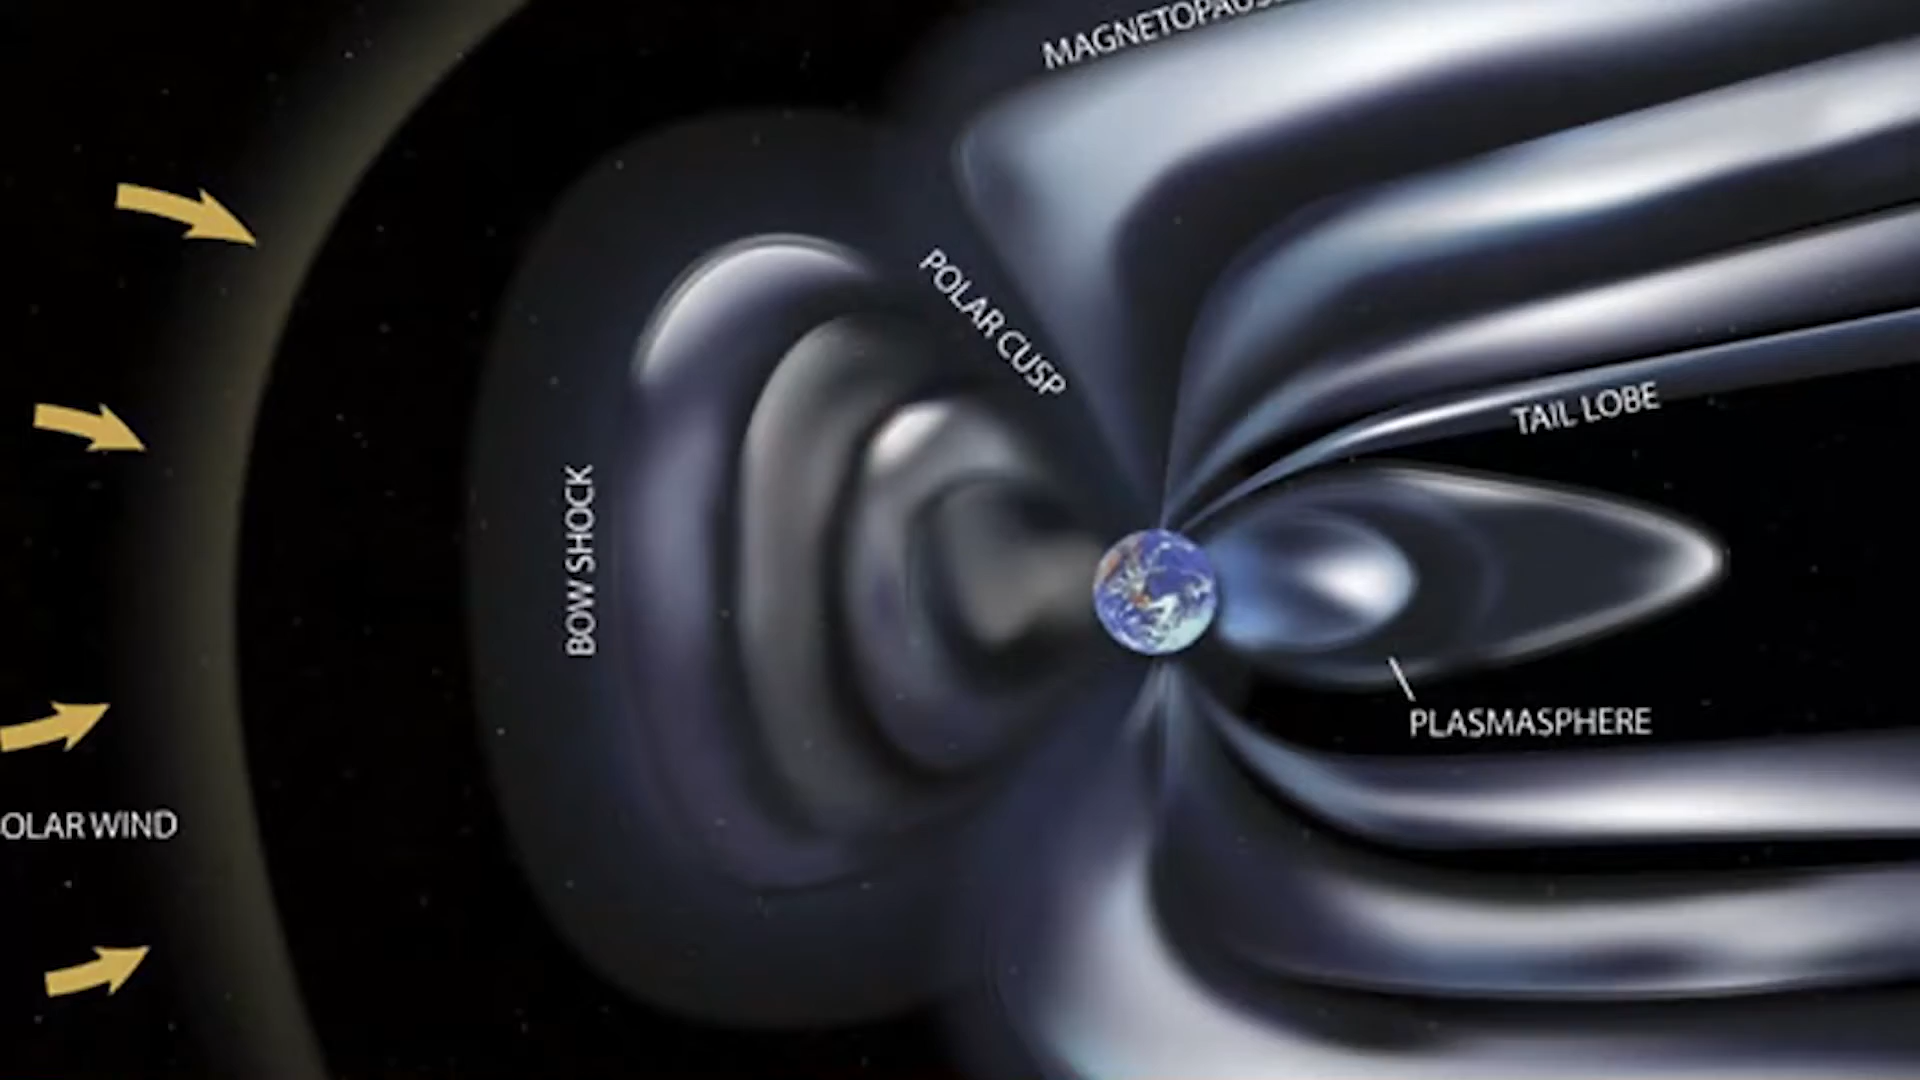 MAGNETOPAUS
POLAR CUSP
TAIL LOBE
BOW SHOCK
PLASMASPHERE
OLAR WIND